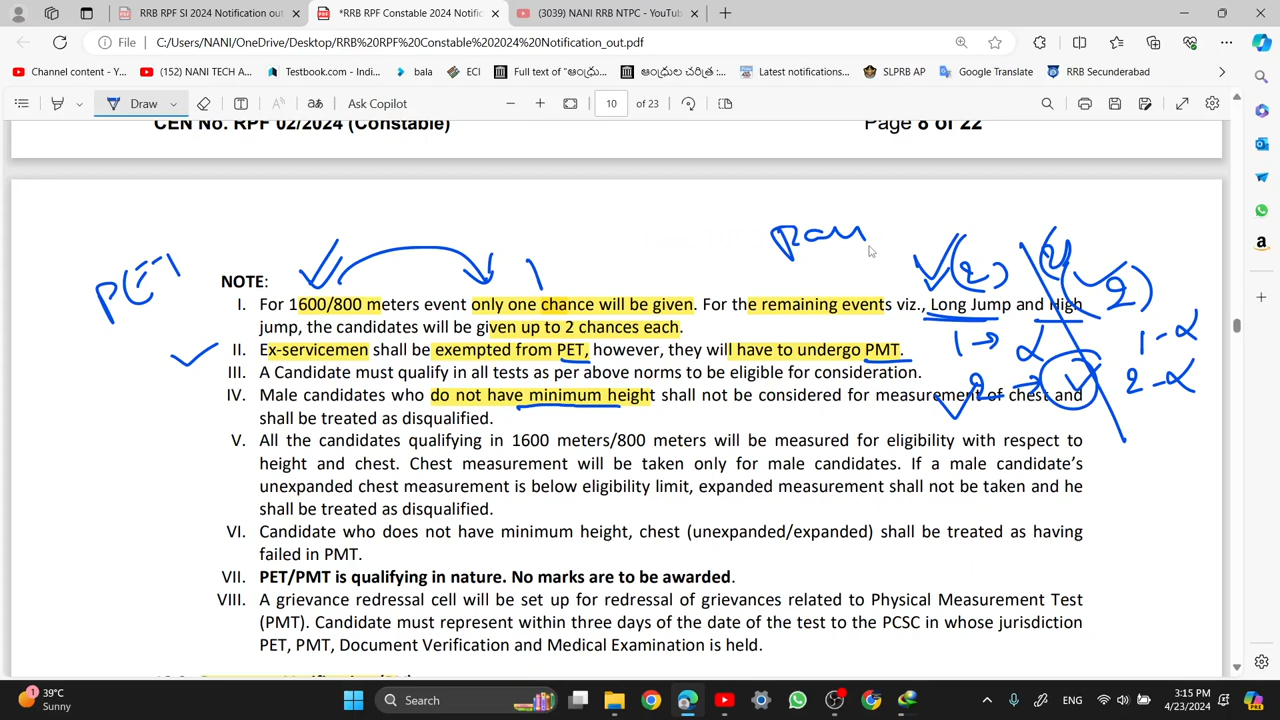 RRB RPF SI 2024 Notification out
*RRB RPF Constable 2024 Notific
(3039) NANI RRB NTPC - YouTub
File
C:/Users/NANI/OneDrive/Desktop/RRB%20RPF%20Constable%202024%20Notification_out.pdf
Channel content - Y...
(152) NANI TECH A...
Testbook.com - Indi...
bala
ECI
Full text of "ఆంధ్రు...
ఆంధ్రుల చరిత్ర :...
Latest notifications...
SLPRB AP
Google Translate
RRB Secunderabad
Draw
Ask Copilot
10 of 23
CEN No. RPF 02/2024 (Constable) Page 8 of 22
NOTE:
I. For 1600/800 meters event only one chance will be given. For the remaining events viz., Long Jump and High
jump, the candidates will be given up to 2 chances each.
II. Ex-servicemen shall be exempted from PET, however, they will have to undergo PMT.
III. A Candidate must qualify in all tests as per above norms to be eligible for consideration.
IV. Male candidates who do not have minimum height shall not be considered for measurement of chest and
shall be treated as disqualified.
V. All the candidates qualifying in 1600 meters/800 meters will be measured for eligibility with respect to
height and chest. Chest measurement will be taken only for male candidates. If a male candidate's
unexpanded chest measurement is below eligibility limit, expanded measurement shall not be taken and he
shall be treated as disqualified.
VI. Candidate who does not have minimum height, chest (unexpanded/expanded) shall be treated as having
failed in PMT.
VII. PET/PMT is qualifying in nature. No marks are to be awarded.
VIII. A grievance redressal cell will be set up for redressal of grievances related to Physical Measurement Test
(PMT). Candidate must represent within three days of the date of the test to the PCSC in whose jurisdiction
PET, PMT, Document Verification and Medical Examination is held.
39°C
Sunny
Search
ENG
3:15 PM
4/23/2024